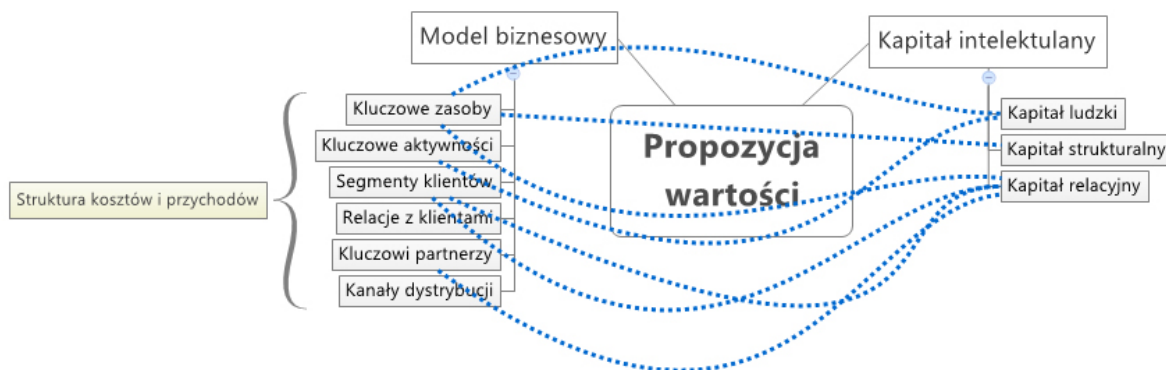 Model biznesowy
Kapitał intelektulany
Kluczowe zasoby
Kluczowe aktywności
Segmenty klientów
Relacje z klientami
Kluczowi partnerzy
Kanały dystrybucji
Struktura kosztów i przychodów
Propozycja
wartości
Kapitał ludzki
Kapitał strukturalny
Kapitał relacyjny